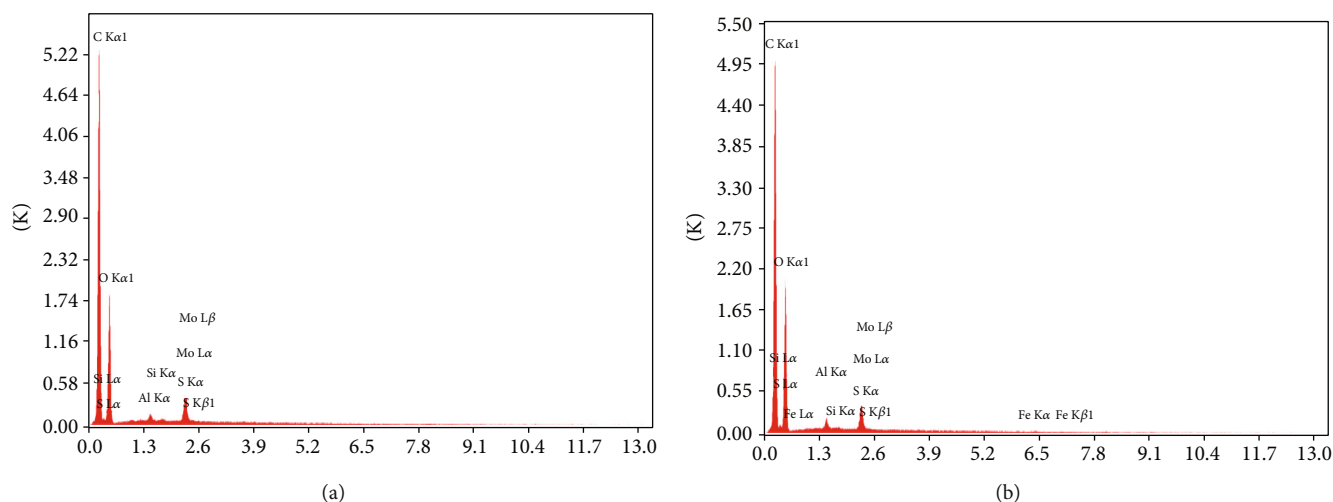 C Kα1
5.22
4.64
4.06
3.48
2.90
(K)
2.32
O Kα1
1.74
Mo Lβ
1.16
Mo Lα
Si Kα
Si Lα
S Kα
0.58
Al Kα
S Kβ1
S Lα
0.00
0.0 1.3 2.6 3.9 5.2 6.5 7.8 9.1 10.4 11.7 13.0
(a)
5.50
C Kα1
4.95
4.40
3.85
3.30
2.75
(K)
2.20
O Kα1
1.65
Mo Lβ
1.10
Si Lα
Mo Lα
Al Kα
S Lα
S Kα
0.55
Fe Lα
Si Kα
S Kβ1
Fe Kα Fe Kβ1
0.00
0.0 1.3 2.6 3.9 5.2 6.5 7.8 9.1 10.4 11.7 13.0
(b)